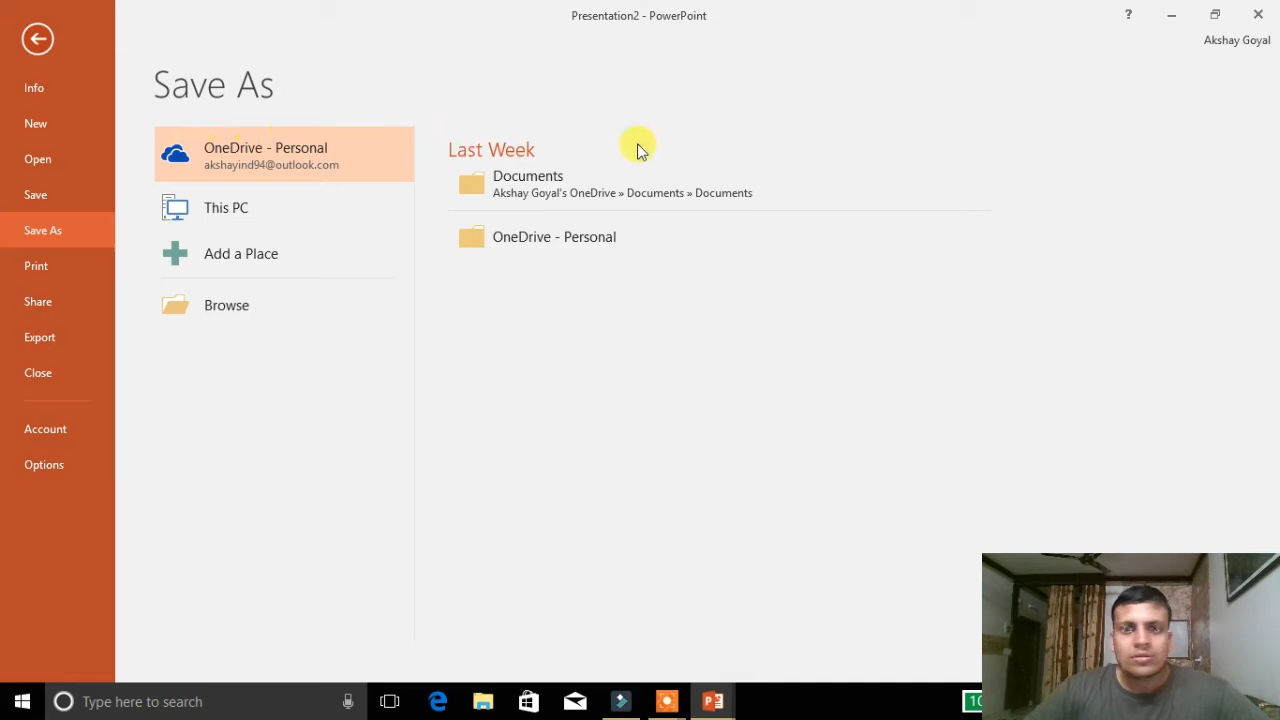 Presentation2 - PowerPoint
?
Akshay Goyal
Info
New
Open
Save
Save As
Print
Share
Export
Close
Account
Options
Save As
OneDrive - Personal
akshayind94@outlook.com
This PC
Add a Place
Browse
Last Week
Documents
Akshay Goyal's OneDrive » Documents » Documents
OneDrive - Personal
Type here to search